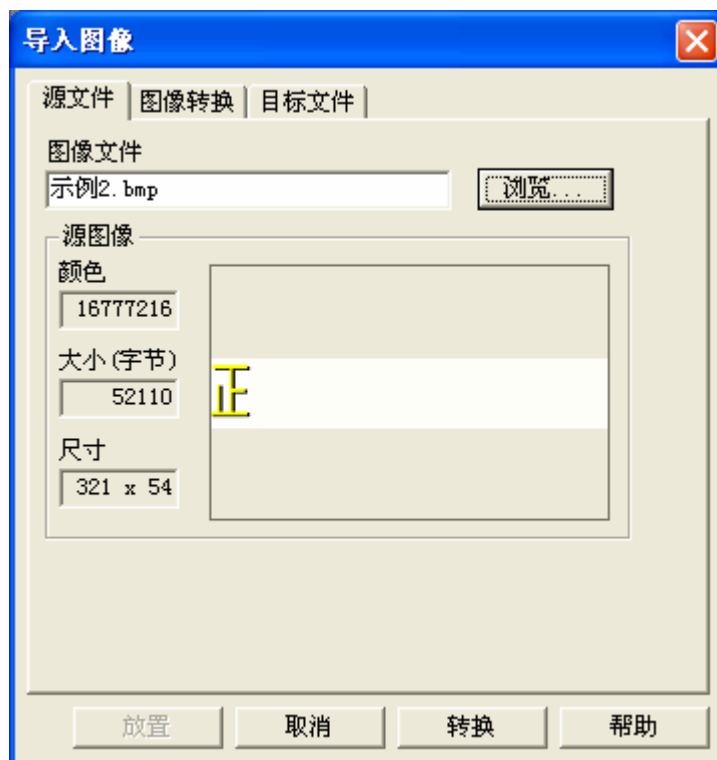 导入图像
源文件 图像转换 目标文件
图像文件
示例2.bmp 浏览...
源图像
颜色
16777216
大小(字节)
52110
尺寸
321 x 54
正
放置 取消 转换 帮助